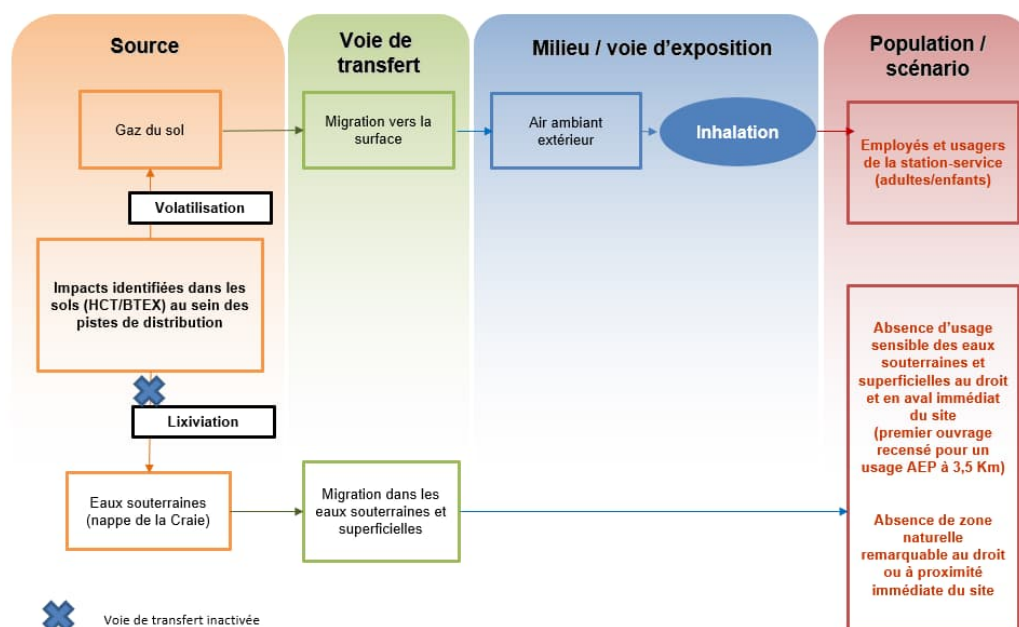 Source
Voie de
transfert
Milieu / voie d'exposition
Population /
scénario
Gaz du sol
Migration vers la
surface
Air ambiant
extérieur
Inhalation
Employés et usagers
de la station-service
(adultes/enfants)
Volatilisation
Impacts identifiées dans les
sols (HCT/BTEX) au sein des
pistes de distribution
Lixiviation
Eaux souterraines
(nappe de la Craie)
Migration dans les
eaux souterraines et
superficielles
Absence d'usage
sensible des eaux
souterraines et
superficielles au droit
et en aval immédiat
du site
(premier ouvrage
recensé pour un
usage AEP à 3,5 Km)
Absence de zone
naturelle
remarquable au droit
ou à proximité
immédiate du site
Voie de transfert inactivée